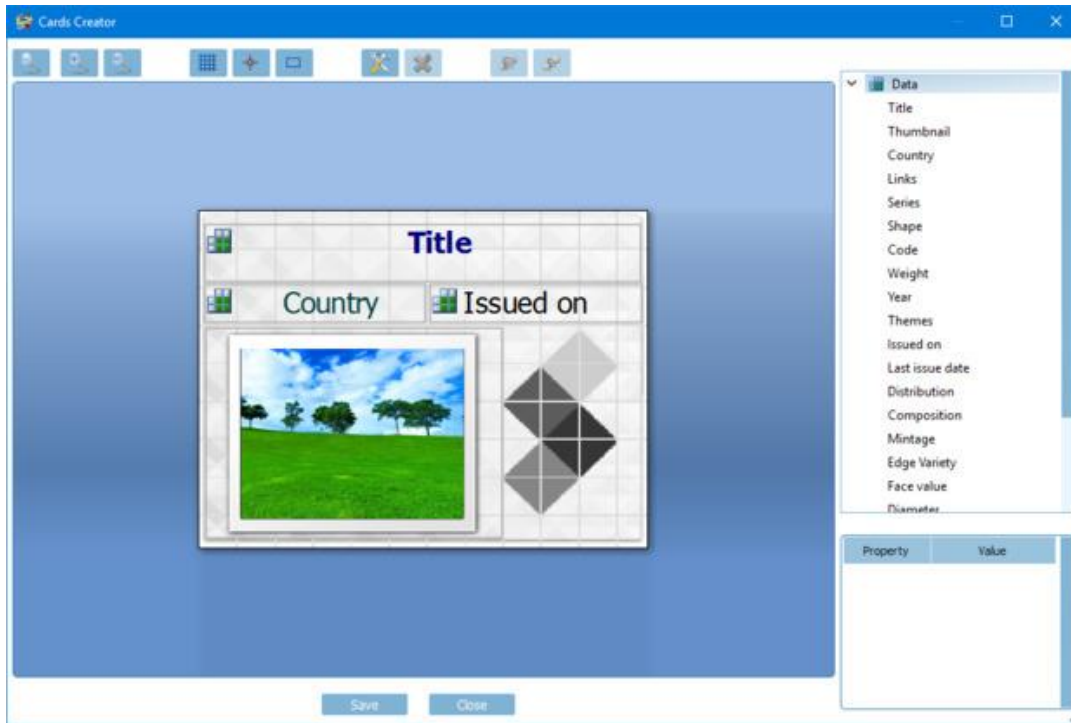 Cards Creator
Data
Title
Thumbnail
Country
Links
Series
Shape
Code
Weight
Year
Themes
Issued on
Last issue date
Distribution
Composition
Mintage
Edge Variety
Face value
Diameter
Title
Country Issued on
Property Value
Save Close